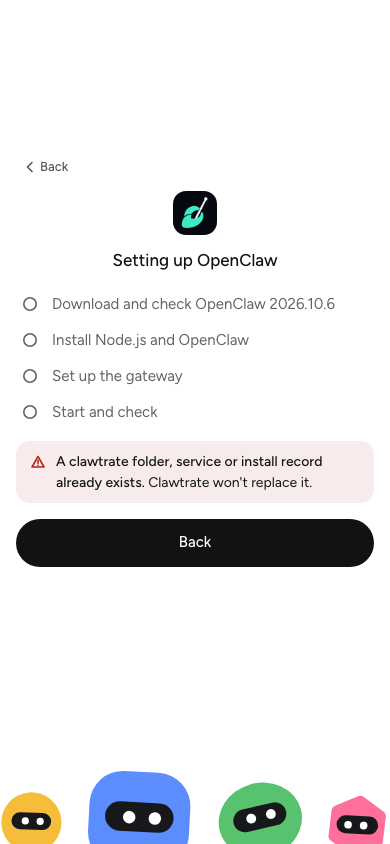 Back
Setting up OpenClaw
Download and check OpenClaw 2026.10.6
Install Node.js and OpenClaw
Set up the gateway
Start and check
A clawtrate folder, service or install record
already exists. Clawtrate won't replace it.
Back